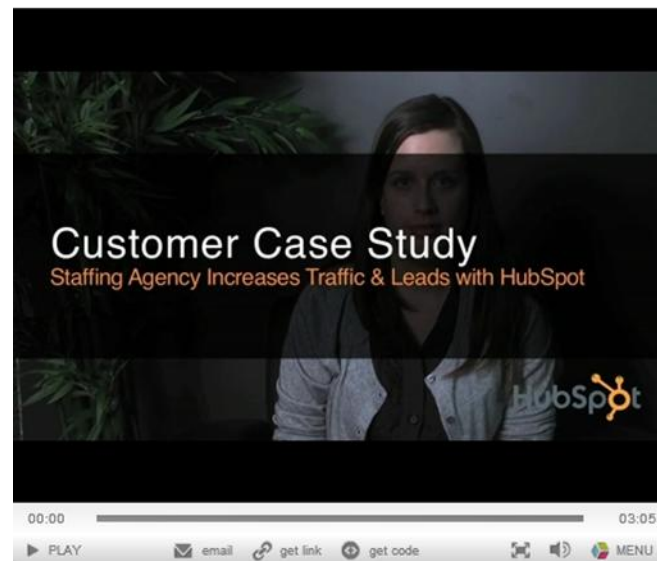 Customer Case Study
Staffing Agency Increases Traffic & Leads with HubSpot
HubSpot
00:00 03:05
PLAY email get link get code MENU